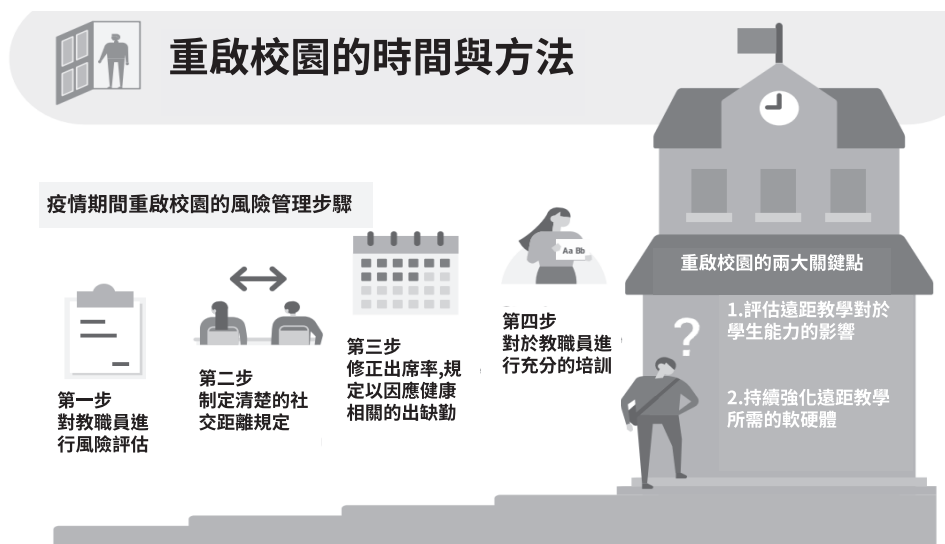 重啟校園的時間與方法
疫情期間重啟校園的風險管理步驟
第一步
對教職員進
行風險評估
第二步
制定清楚的社
交距離規定
第三步
修正出席率,規
定以因應健康
相關的出缺勤
Aa Bb
第四步
對於教職員進
行充分的培訓
重啟校園的兩大關鍵點
?
1.評估遠距教學對於
學生能力的影響
2.持續強化遠距教學
所需的軟硬體